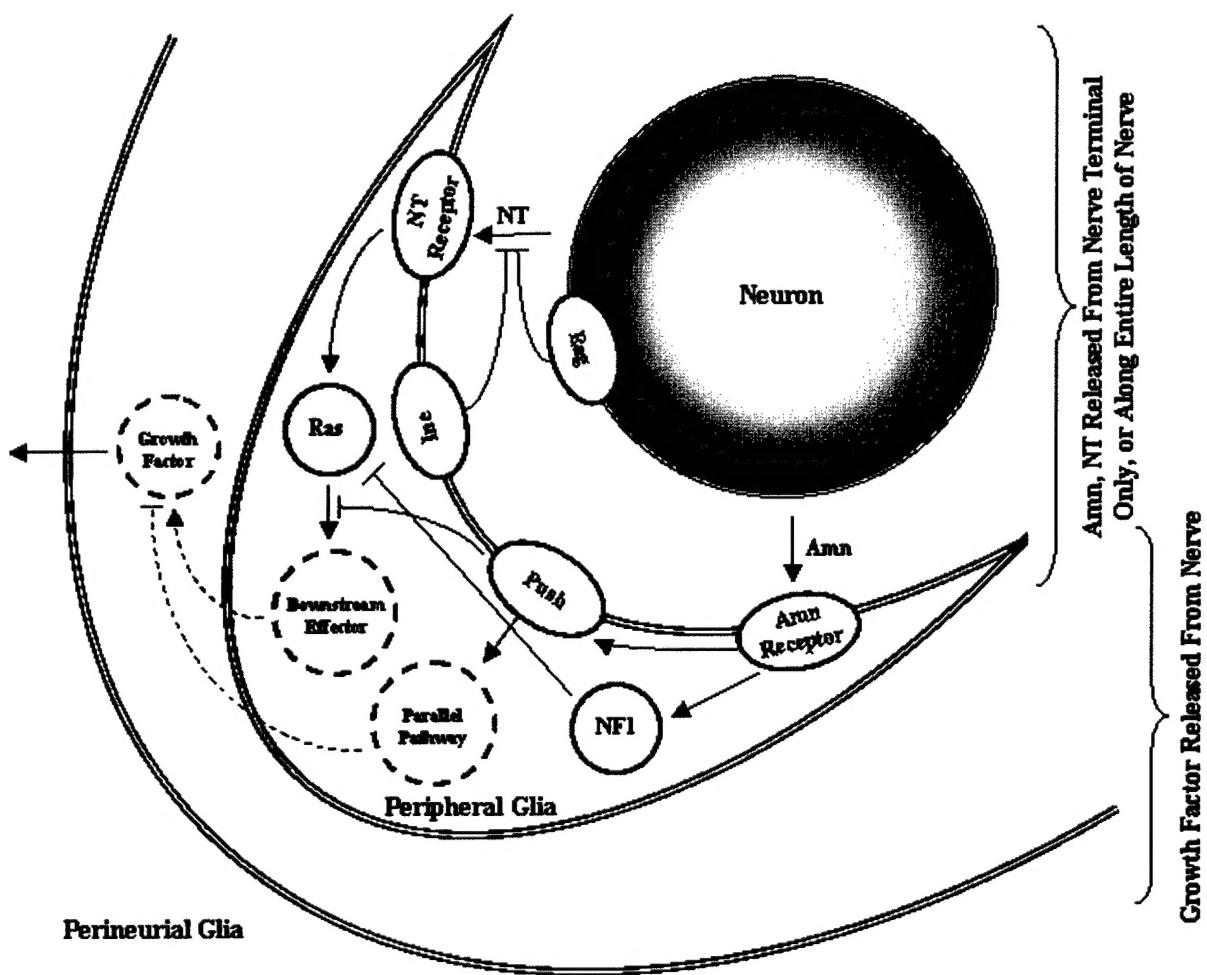 NT
Receptor
NT
Neuron
Eag
Ine
Ras
Growth
Factor
Push
Amn
Amn
Receptor
Downstream
Effector
Parallel
Pathway
NF1
Peripheral Glia
Perineurial Glia
Amn, NT Released From Nerve Terminal
Only, or Along Entire Length of Nerve
Growth Factor Released From Nerve